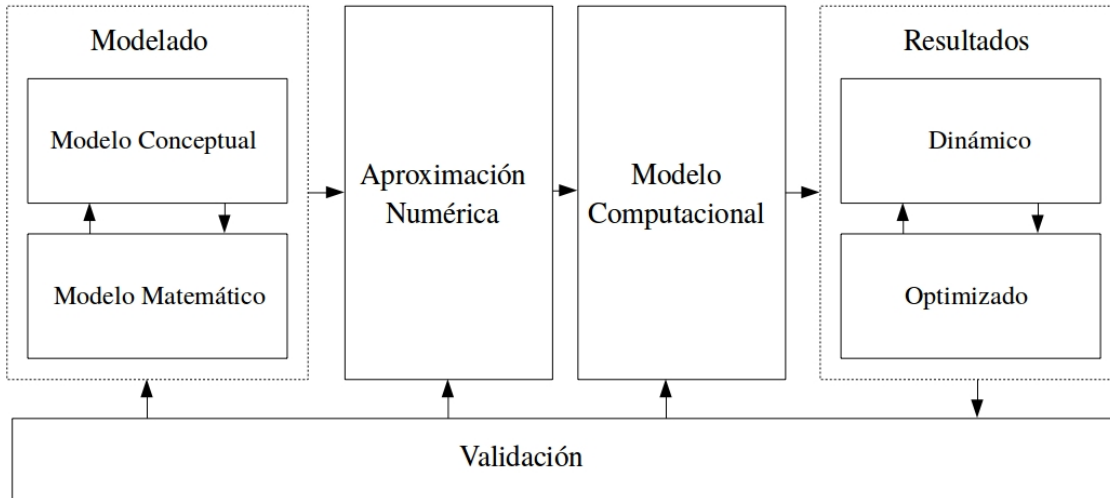 Modelado
Modelo Conceptual
Modelo Matemático
Aproximación
Numérica
Modelo
Computacional
Resultados
Dinámico
Optimizado
Validación